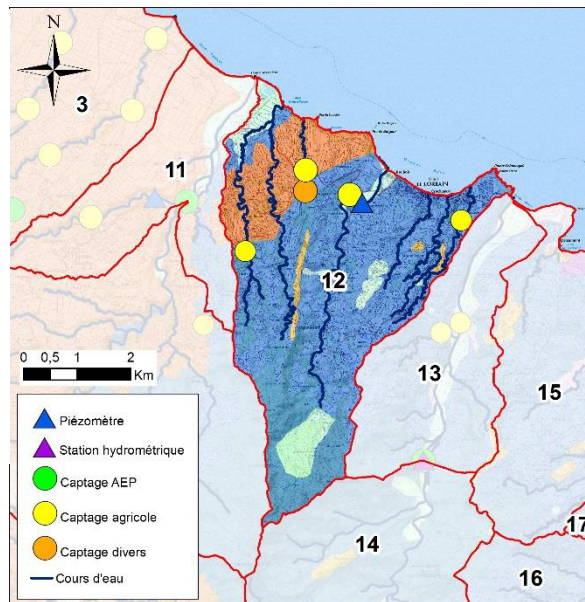 N
3
11
12
LE LORRAIN
13
15
0 0,5 1 2
Km
Piézomètre
Station hydrométrique
Captage AEP
Captage agricole
Captage divers
Cours d'eau
14
17
16